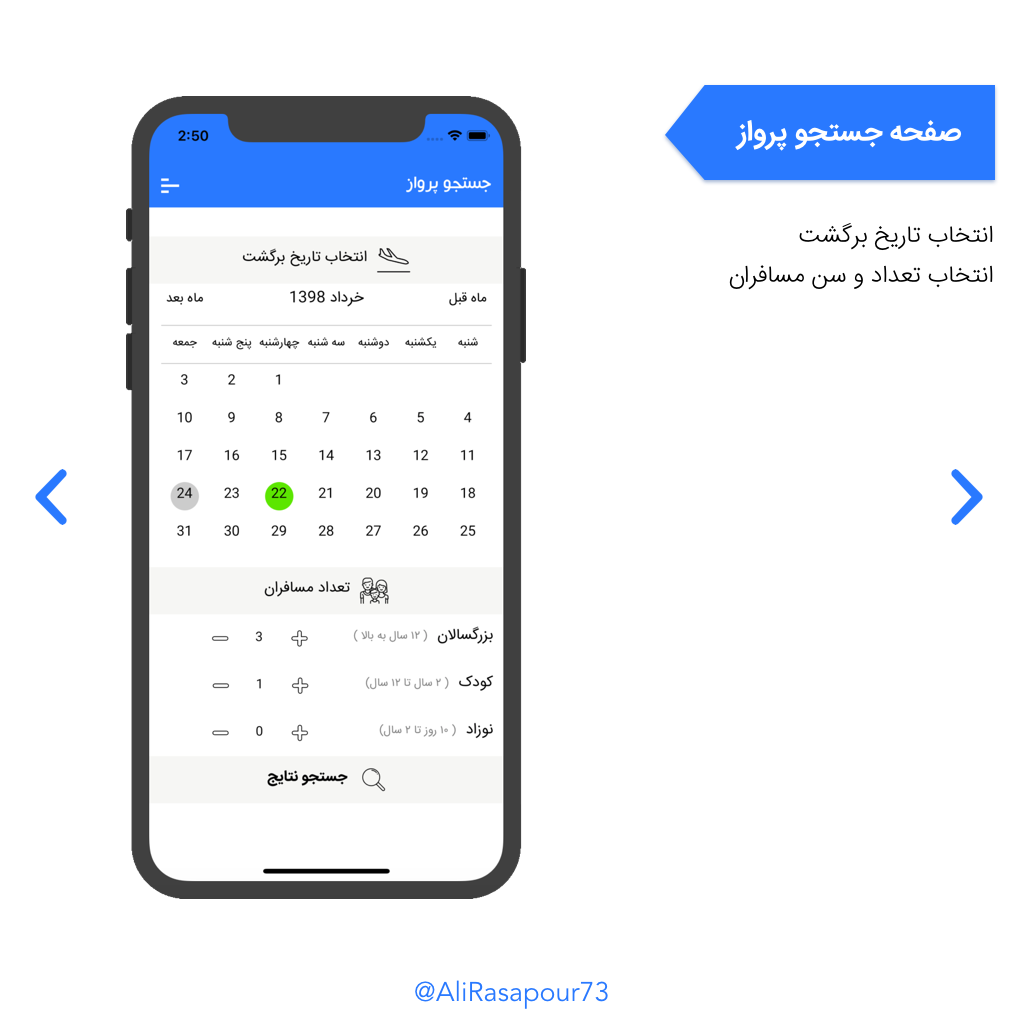 صفحه جستجو پرواز
انتخاب تاریخ برگشت
انتخاب تعداد و سن مسافران
2:50
جستجو پرواز
انتخاب تاریخ برگشت
ماه قبل خرداد 1398 ماه بعد
شنبه یکشنبه دوشنبه سه شنبه چهارشنبه پنج شنبه جمعه
1 2 3
4 5 6 7 8 9 10
11 12 13 14 15 16 17
18 19 20 21 22 23 24
25 26 27 28 29 30 31
تعداد مسافران
بزرگسالان ( ۱۲ سال به بالا ) 3
کودک ( ۲ سال تا ۱۲ سال) 1
نوزاد ( ۱۰ روز تا ۲ سال) 0
جستجو نتایج
@AliRasapour73